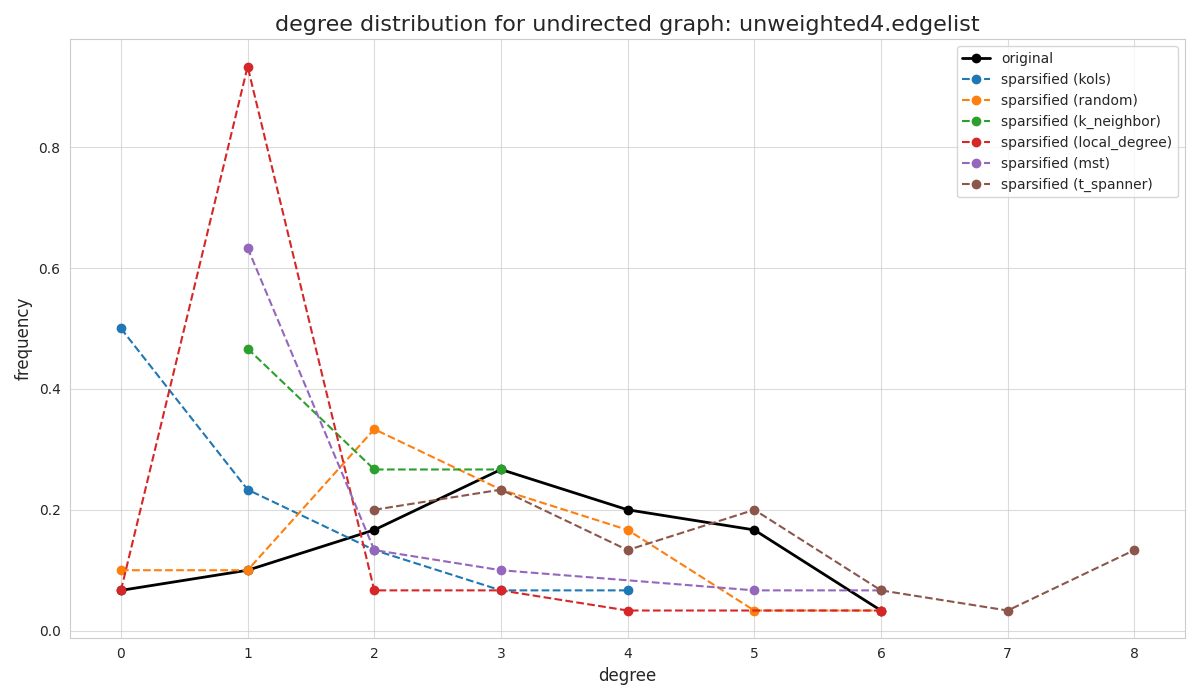 degree distribution for undirected graph: unweighted4.edgelist
original
sparsified (kols)
sparsified (random)
sparsified (k_neighbor)
sparsified (local_degree)
sparsified (mst)
sparsified (t_spanner)
frequency
0.8
0.6
0.4
0.2
0.0
0 1 2 3 4 5 6 7 8
degree